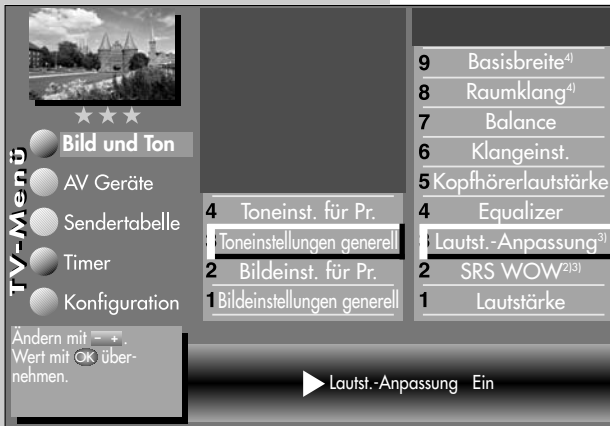 TV-Menü
Bild und Ton
AV Geräte
Sendertabelle
Timer
Konfiguration
4 Toneinst. für Pr.
3 Toneinstellungen generell
2 Bildeinst. für Pr.
1 Bildeinstellungen generell
9 Basisbreite4)
8 Raumklang4)
7 Balance
6 Klangeinst.
5 Kopfhörerlautstärke
4 Equalizer
3 Lautst.-Anpassung3)
2 SRS WOW2)3)
1 Lautstärke
Ändern mit - + .
Wert mit OK über-
nehmen.
Lautst.-Anpassung Ein